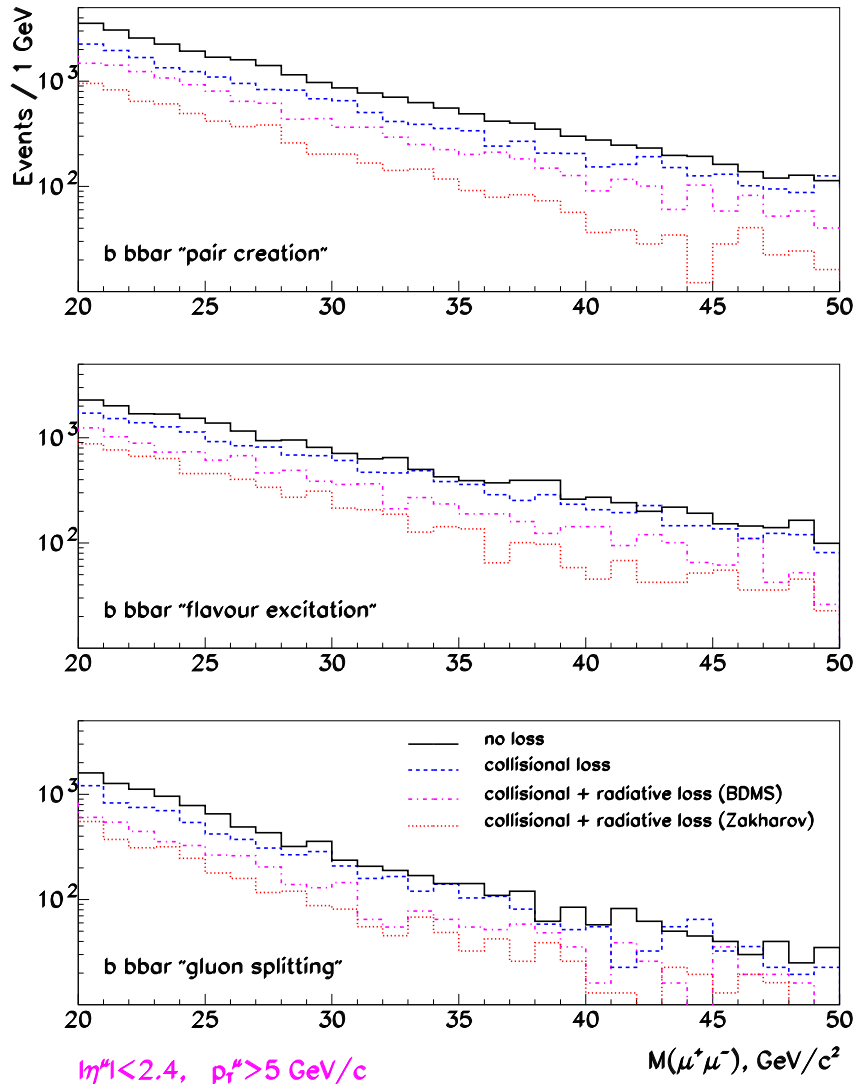 Events / 1 GeV
10³
10²
b bbar “pair creation”
20 25 30 35 40 45 50
10³
10²
b bbar “flavour excitation”
20 25 30 35 40 45 50
no loss
collisional loss
collisional + radiative loss (BDMS)
collisional + radiative loss (Zakharov)
10³
10²
b bbar “gluon splitting”
20 25 30 35 40 45 50
|η^μ|<2.4, p_T^μ>5 GeV/c
M(μ⁺μ⁻), GeV/c²